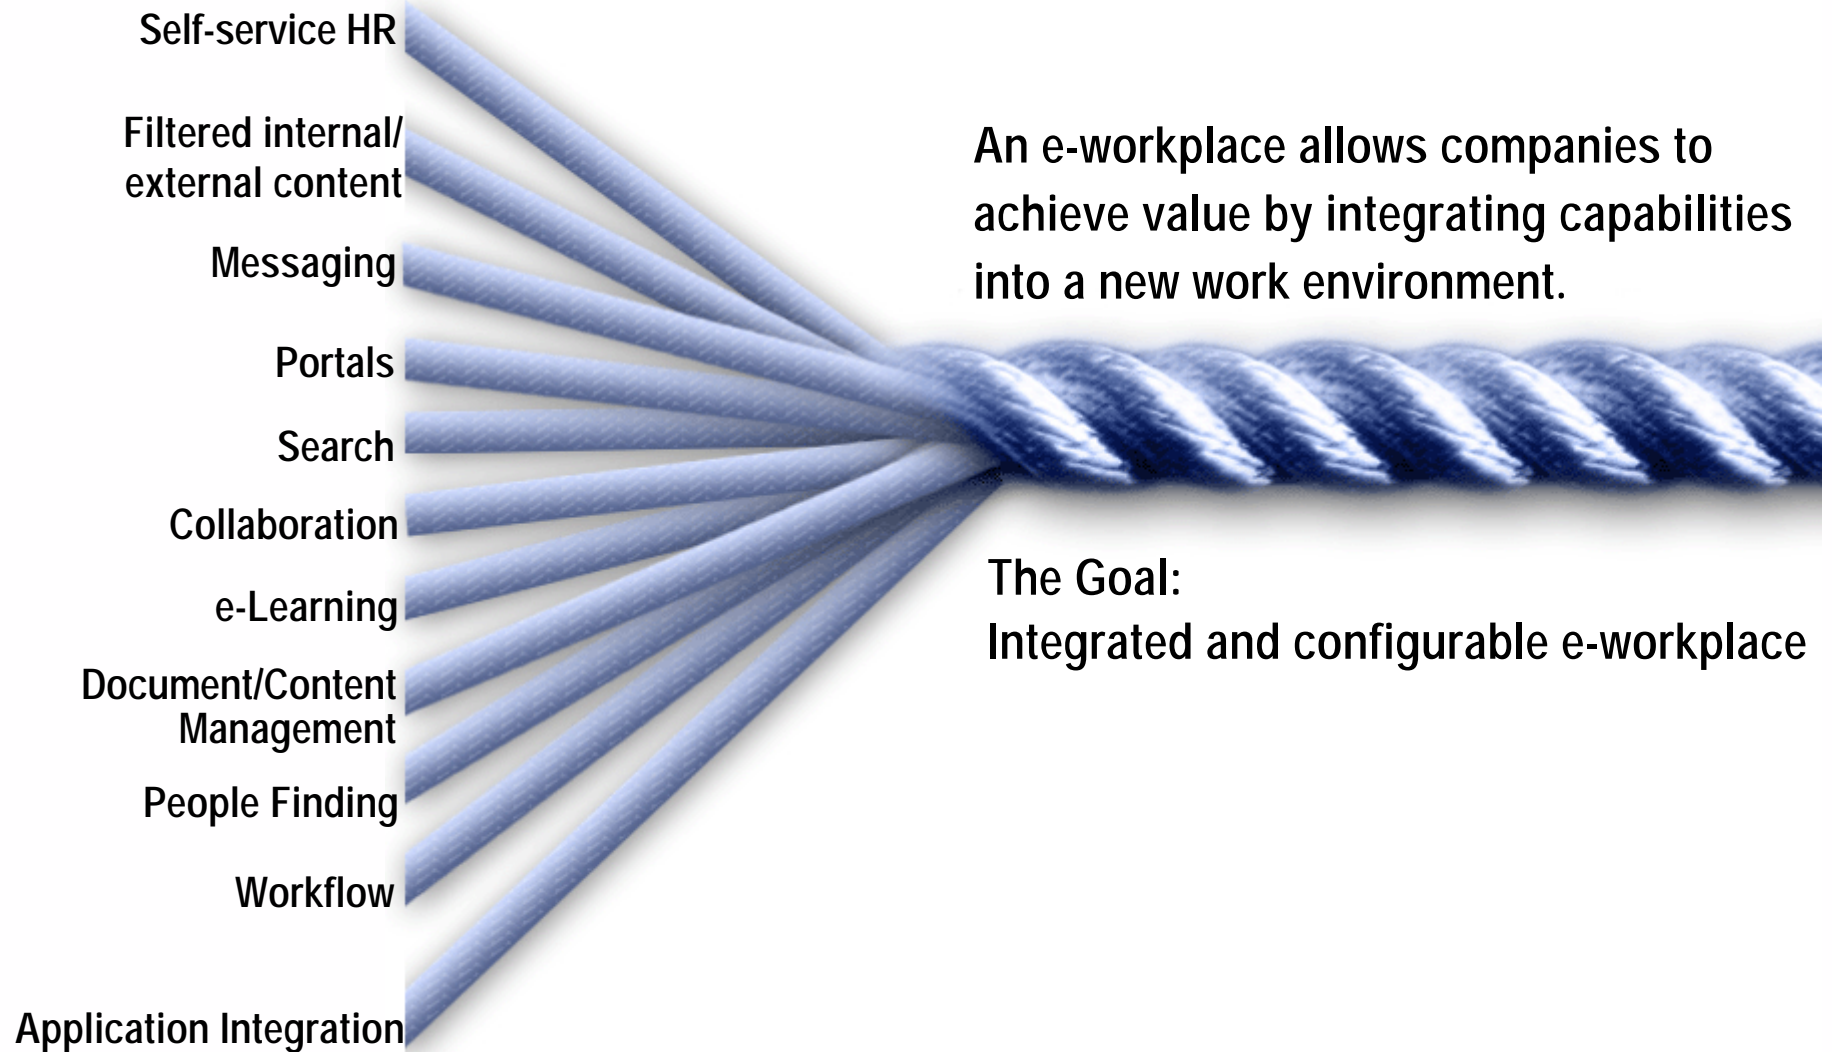 Self-service HR
Filtered internal/
external content
Messaging
Portals
Search
Collaboration
e-Learning
Document/Content
Management
People Finding
Workflow
Application Integration
An e-workplace allows companies to
achieve value by integrating capabilities
into a new work environment.
The Goal:
Integrated and configurable e-workplace